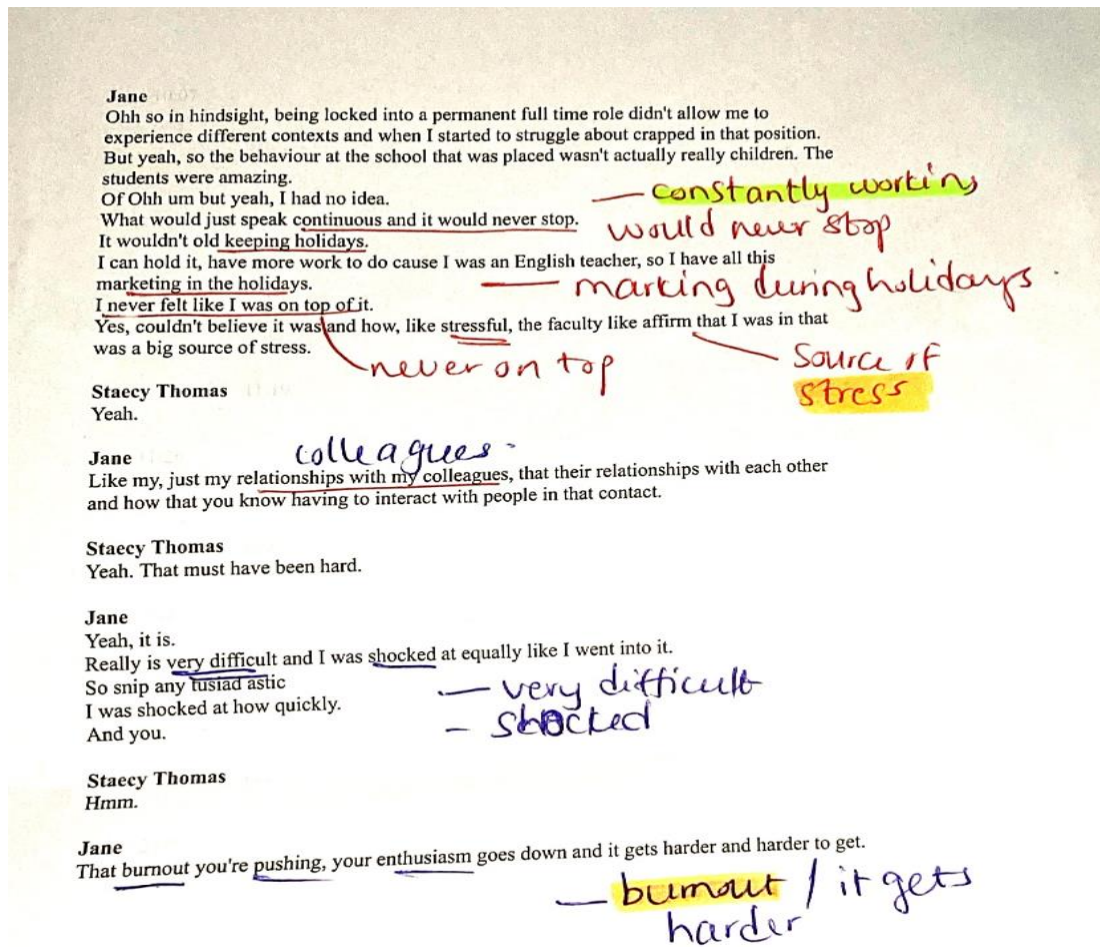 Jane
Ohh so in hindsight, being locked into a permanent full time role didn't allow me to
experience different contexts and when I started to struggle about crapped in that position.
But yeah, so the behaviour at the school that was placed wasn't actually really children. The
students were amazing.
Of Ohh um but yeah, I had no idea.
— constantly working
What would just speak continuous and it would never stop.
would never stop
It wouldn't old keeping holidays.
I can hold it, have more work to do cause I was an English teacher, so I have all this
marketing in the holidays.
— marking during holidays
I never felt like I was on top of it.
Yes, couldn't believe it was and how, like stressful, the faculty like affirm that I was in that
was a big source of stress.
never on top
Source of
stress
Staecy Thomas
Yeah.
colleagues
Jane
Like my, just my relationships with my colleagues, that their relationships with each other
and how that you know having to interact with people in that contact.
Staecy Thomas
Yeah. That must have been hard.
Jane
Yeah, it is.
Really is very difficult and I was shocked at equally like I went into it.
So snip any tusiad astic
— very difficult
I was shocked at how quickly.
– shocked
And you.
Staecy Thomas
Hmm.
Jane
That burnout you're pushing, your enthusiasm goes down and it gets harder and harder to get.
— burnout / it gets
harder